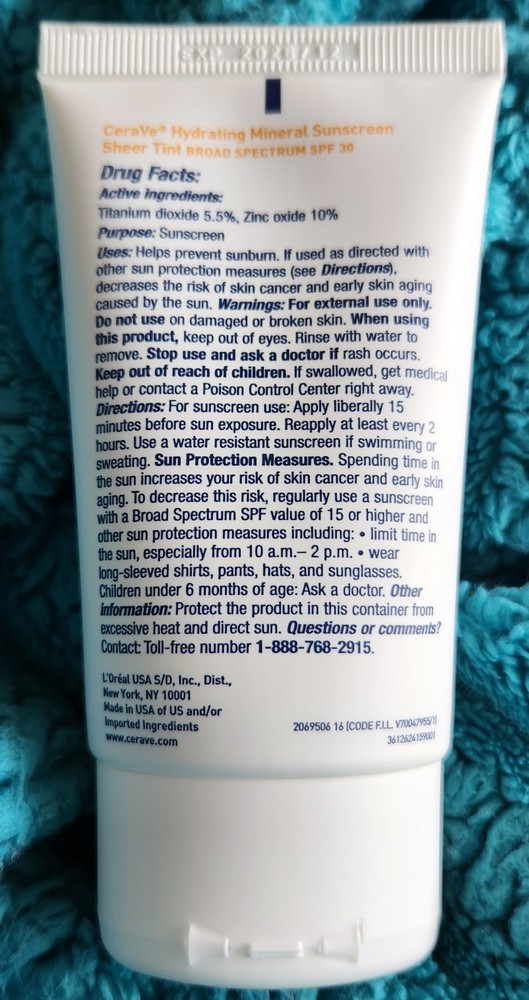 EXP 2026/12
CeraVe® Hydrating Mineral Sunscreen
Sheer Tint BROAD SPECTRUM SPF 30
Drug Facts:
Active ingredients:
Titanium dioxide 5.5%, Zinc oxide 10%
Purpose: Sunscreen
Uses: Helps prevent sunburn. If used as directed with
other sun protection measures (see Directions),
decreases the risk of skin cancer and early skin aging
caused by the sun. Warnings: For external use only.
Do not use on damaged or broken skin. When using
this product, keep out of eyes. Rinse with water to
remove. Stop use and ask a doctor if rash occurs.
Keep out of reach of children. If swallowed, get medical
help or contact a Poison Control Center right away.
Directions: For sunscreen use: Apply liberally 15
minutes before sun exposure. Reapply at least every 2
hours. Use a water resistant sunscreen if swimming or
sweating. Sun Protection Measures. Spending time in
the sun increases your risk of skin cancer and early skin
aging. To decrease this risk, regularly use a sunscreen
with a Broad Spectrum SPF value of 15 or higher and
other sun protection measures including: • limit time in
the sun, especially from 10 a.m.– 2 p.m. • wear
long-sleeved shirts, pants, hats, and sunglasses.
Children under 6 months of age: Ask a doctor. Other
information: Protect the product in this container from
excessive heat and direct sun. Questions or comments?
Contact: Toll-free number 1-888-768-2915.
L'Oréal USA S/D, Inc., Dist.,
New York, NY 10001
Made in USA of US and/or
Imported Ingredients
www.cerave.com
2069506 16 (CODE F.I.L. V70047955/1)
3612624159001